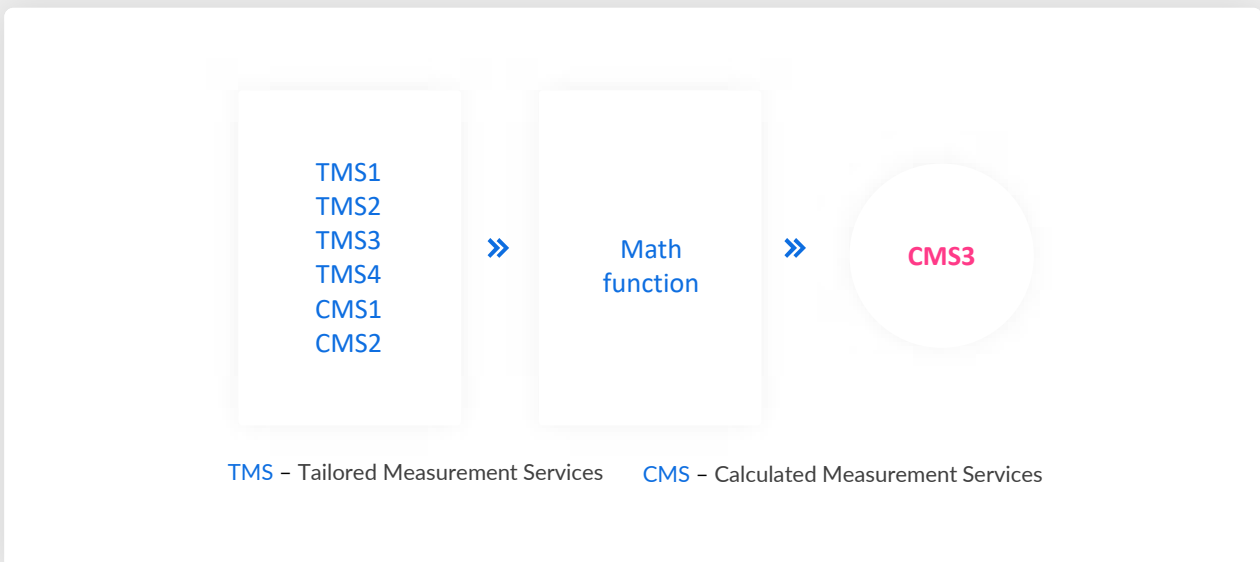 TMS1
TMS2
TMS3
TMS4
CMS1
CMS2
Math
function
CMS3
TMS – Tailored Measurement Services
CMS – Calculated Measurement Services